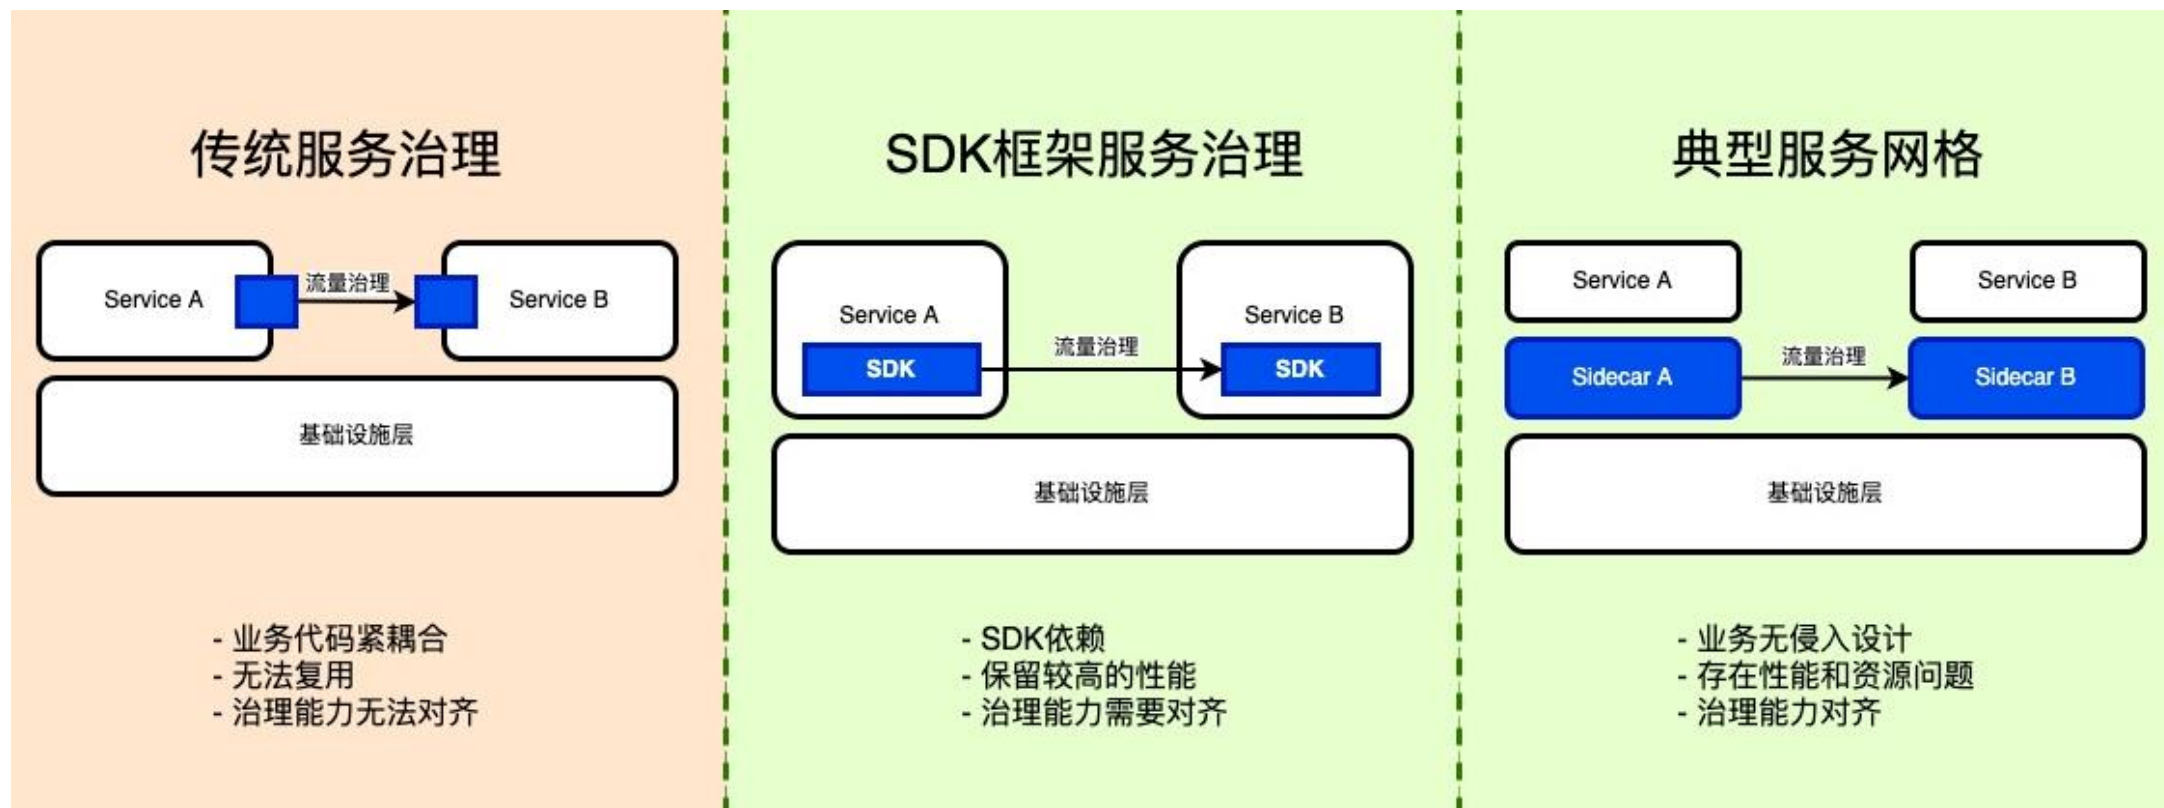 传统服务治理
Service A
流量治理
Service B
基础设施层
- 业务代码紧耦合
- 无法复用
- 治理能力无法对齐
SDK框架服务治理
Service A
SDK
流量治理
Service B
SDK
基础设施层
- SDK依赖
- 保留较高的性能
- 治理能力需要对齐
典型服务网格
Service A
Service B
Sidecar A
流量治理
Sidecar B
基础设施层
- 业务无侵入设计
- 存在性能和资源问题
- 治理能力对齐